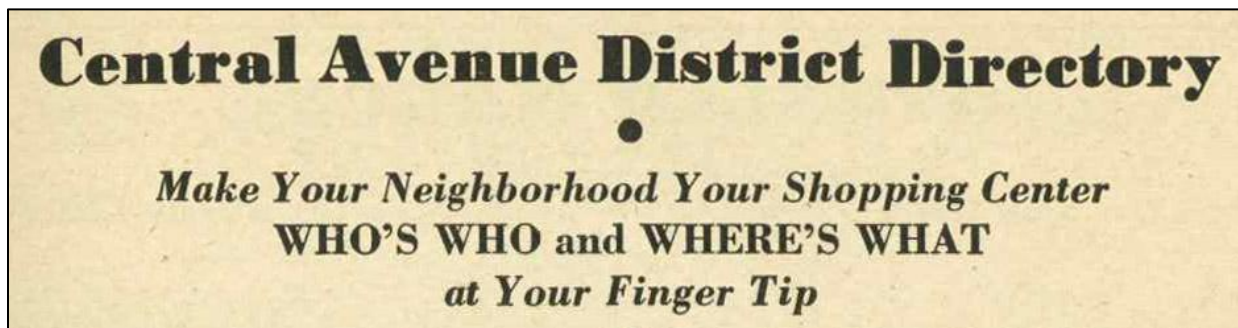 Central Avenue District Directory
●
Make Your Neighborhood Your Shopping Center
WHO'S WHO and WHERE'S WHAT
at Your Finger Tip